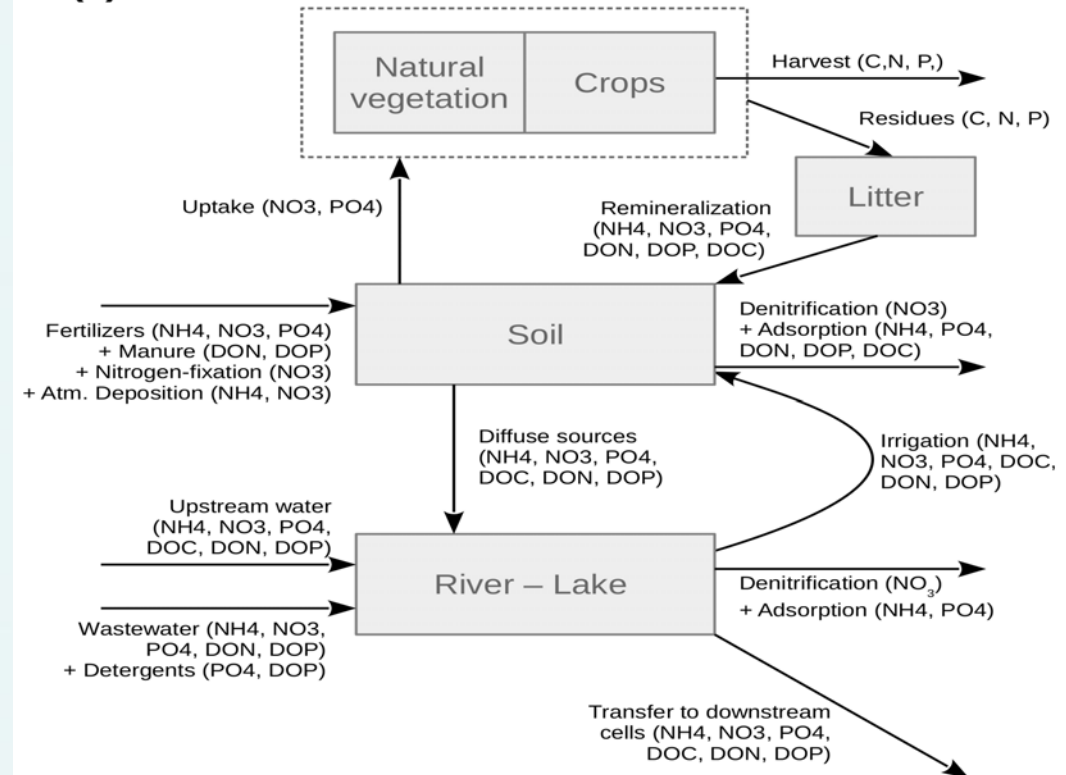 Natural
vegetation
Crops
Harvest (C,N, P,)
Residues (C, N, P)
Litter
Uptake (NO3, PO4)
Remineralization
(NH4, NO3, PO4,
DON, DOP, DOC)
Soil
Fertilizers (NH4, NO3, PO4)
+ Manure (DON, DOP)
+ Nitrogen-fixation (NO3)
+ Atm. Deposition (NH4, NO3)
Denitrification (NO3)
+ Adsorption (NH4, PO4,
DON, DOP, DOC)
Diffuse sources
(NH4, NO3, PO4,
DOC, DON, DOP)
Irrigation (NH4,
NO3, PO4, DOC,
DON, DOP)
Upstream water
(NH4, NO3, PO4,
DOC, DON, DOP)
River – Lake
Denitrification (NO₃)
+ Adsorption (NH4, PO4)
Wastewater (NH4, NO3,
PO4, DON, DOP)
+ Detergents (PO4, DOP)
Transfer to downstream
cells (NH4, NO3, PO4,
DOC, DON, DOP)